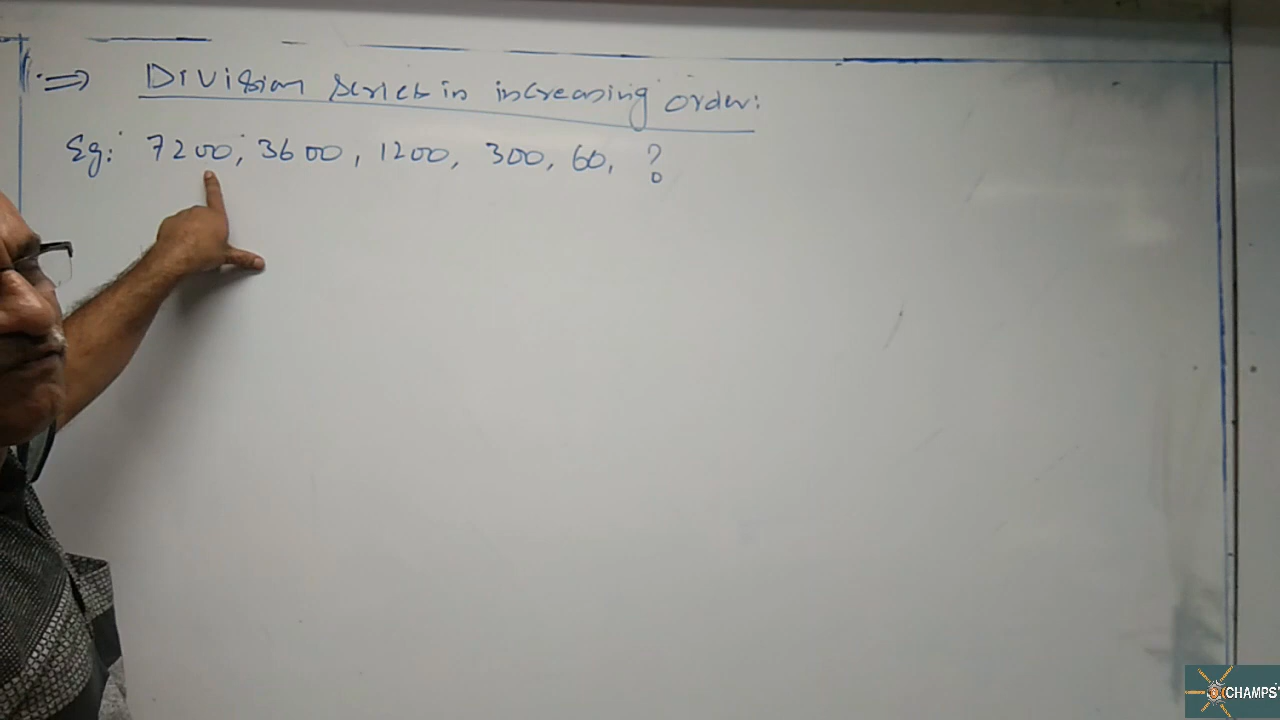 ⇒ Division series in increasing order:
Eg: 7200, 3600, 1200, 300, 60, ?
CHAMPS